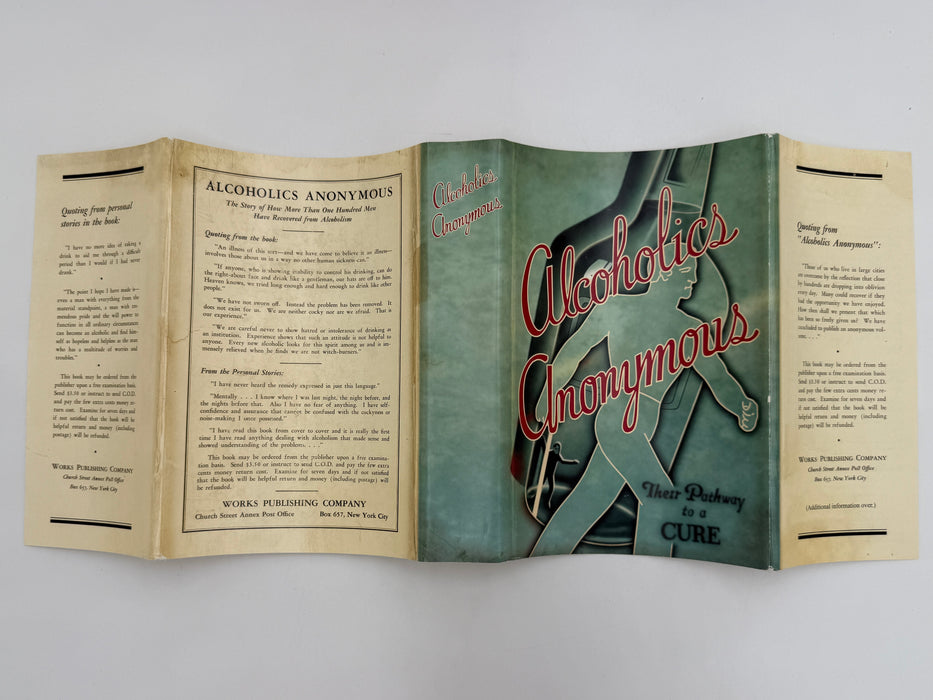 Quoting from personal
stories in the book:
"I have no more idea of taking a
drink to aid me through a difficult
period than I would if I had never
drank."
"The point I hope I have made is—
even a man with everything from the
material standpoint, a man with tre-
mendous pride and the will power to
function in all ordinary circumstances
can become an alcoholic and find him-
self as hopeless and helpless as the man
who has a multitude of worries and
troubles."
This book may be ordered from the
publisher upon a free examination basis.
Send $3.50 or instruct to send C.O.D.
and pay the few extra cents money re-
turn cost. Examine for seven days and
if not satisfied that the book will be
helpful return and money (including
postage) will be refunded.
WORKS PUBLISHING COMPANY
Church Street Annex Post Office
Box 657, New York City
ALCOHOLICS ANONYMOUS
The Story of How More Than One Hundred Men
Have Recovered from Alcoholism
Quoting from the book:
"An illness of this sort—and we have come to believe it an illness—
involves those about us in a way no other human sickness can."
"If anyone, who is showing inability to control his drinking, can do
the right-about face and drink like a gentleman, our hats are off to him.
Heaven knows, we tried long enough and hard enough to drink like other
people."
"We have not sworn off. Instead the problem has been removed. It
does not exist for us. We are neither cocky nor are we afraid. That is
our experience."
"We are careful never to show hatred or intolerance of drinking as
an institution. Experience shows that such an attitude is not helpful to
anyone. Every new alcoholic looks for this spirit among us and is im-
mensely relieved when he finds we are not witch-burners."
From the Personal Stories:
"I have never heard the remedy expressed in just this language."
"Mentally . . . I know where I was last night, the night before, and
the nights before that. Also I have no fear of anything. I have self-
confidence and assurance that cannot be confused with the cockyness or
noise-making I once possessed."
"I have read this book from cover to cover and it is really the first
time I have read anything dealing with alcoholism that made sense and
showed understanding of the problem. . . ."
This book may be ordered from the publisher upon a free examina-
tion basis. Send $3.50 or instruct to send C.O.D. and pay the few extra
cents money return cost. Examine for seven days and if not satisfied
that the book will be helpful return and money (including postage) will
be refunded.
WORKS PUBLISHING COMPANY
Church Street Annex Post Office Box 657, New York City
Alcoholics
Anonymous
Alcoholics
Anonymous
Their Pathway
to a
CURE
Quoting from
"Alcoholics Anonymous":
"Those of us who live in large cities
are overcome by the reflection that close
by hundreds are dropping into oblivion
every day. Many could recover if they
had the opportunity we have enjoyed.
How then shall we present that which
has been so freely given us? We have
concluded to publish an anonymous vol-
ume. . . ."
This book may be ordered from the
publisher upon a free examination basis.
Send $3.50 or instruct to send C.O.D.
and pay the few extra cents money re-
turn cost. Examine for seven days and
if not satisfied that the book will be
helpful return and money (including
postage) will be refunded.
WORKS PUBLISHING COMPANY
Church Street Annex Post Office
Box 657, New York City
(Additional information over.)